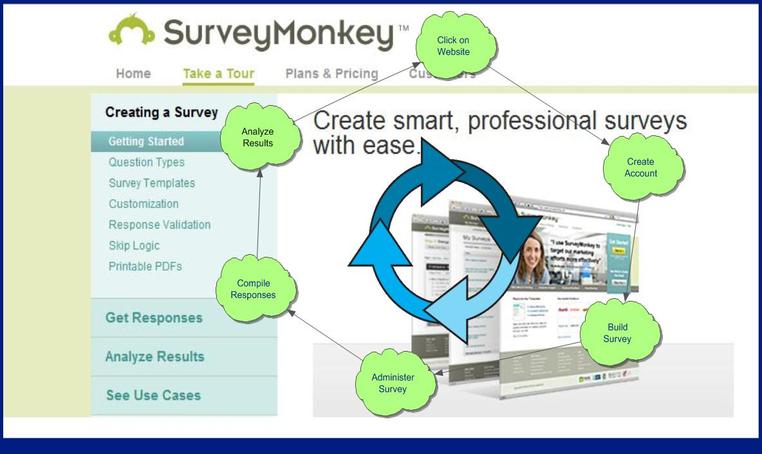 SurveyMonkey™
Click on
Website
Home
Take a Tour
Plans & Pricing
Creating a Survey
Getting Started
Question Types
Survey Templates
Customization
Response Validation
Skip Logic
Printable PDFs
Get Responses
Analyze Results
See Use Cases
Analyze
Results
Create smart, professional surveys
with ease.
Create
Account
Compile
Responses
Build
Survey
Administer
Survey
SurveyMonkey
"I use SurveyMonkey to
target our marketing
efforts more effectively"